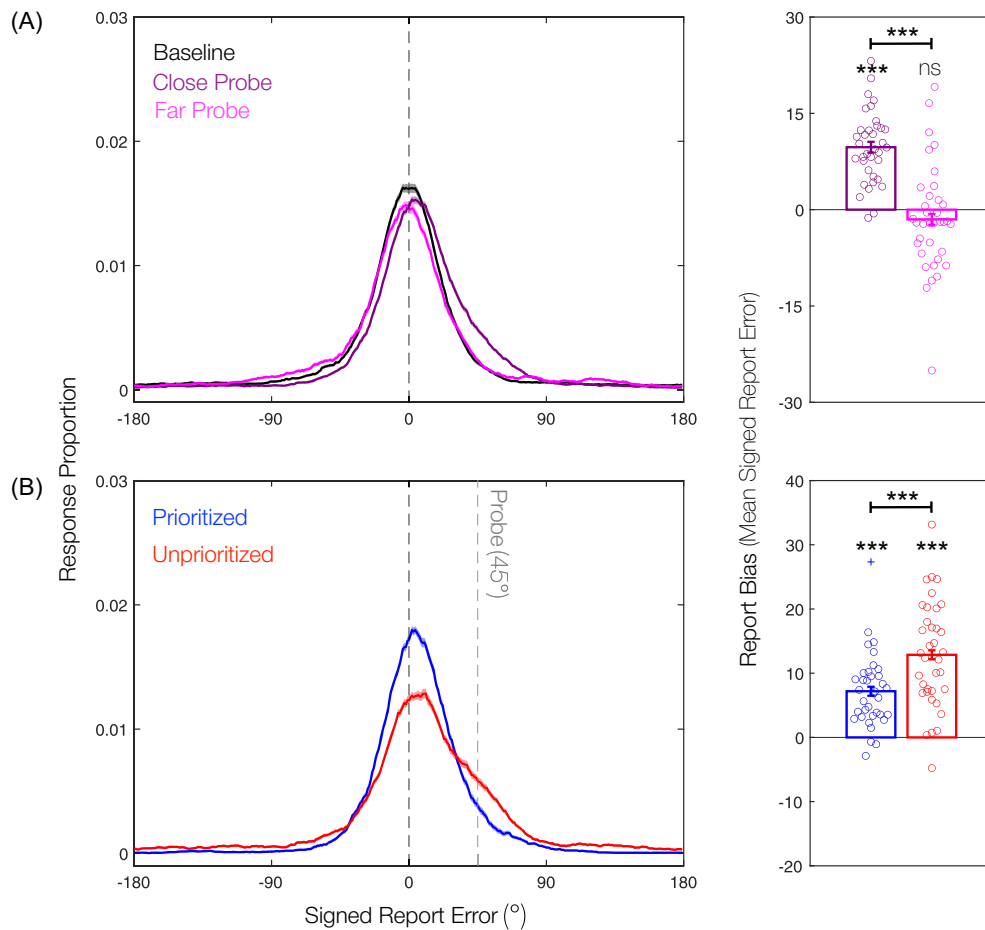 (A)
Baseline
Close Probe
Far Probe
0.03
0.02
0.01
0
-180
-90
0
90
180
30
15
0
-15
-30
***
***
ns
Response Proportion
Report Bias (Mean Signed Report Error)
(B)
Prioritized
Unprioritized
Probe (45°)
0.03
0.02
0.01
0
-180
-90
0
90
180
Signed Report Error (°)
40
30
20
10
0
-10
-20
***
***
***